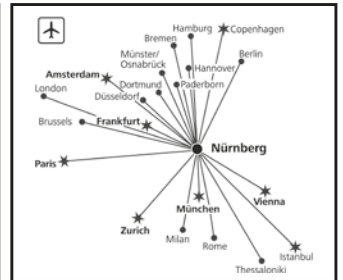 Hamburg
Copenhagen
Bremen
Berlin
Münster/
Osnabrück
Hannover
Amsterdam
Dortmund
Paderborn
London
Düsseldorf
Brussels
Frankfurt
Nürnberg
Paris
Vienna
München
Zurich
Milan
Rome
Istanbul
Thessaloniki